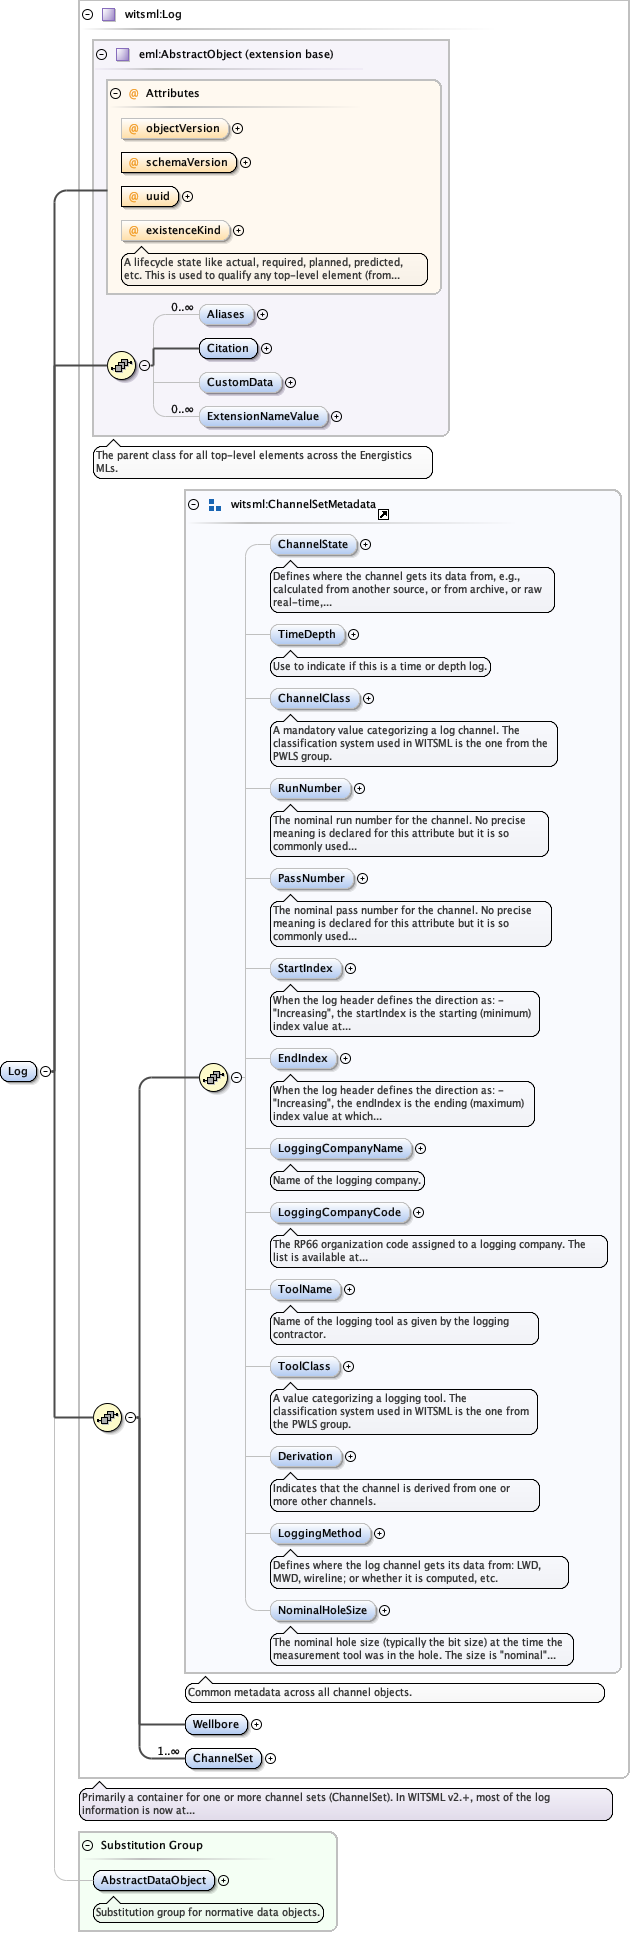 witsml:Log
eml:AbstractObject (extension base)
@ Attributes
@ objectVersion
@ schemaVersion
@ uuid
@ existenceKind
A lifecycle state like actual, required, planned, predicted,
etc. This is used to qualify any top-level element (from...
0..∞
Aliases
Citation
CustomData
0..∞
ExtensionNameValue
The parent class for all top-level elements across the Energistics
MLs.
witsml:ChannelSetMetadata
ChannelState
Defines where the channel gets its data from, e.g.,
calculated from another source, or from archive, or raw
real-time,...
TimeDepth
Use to indicate if this is a time or depth log.
ChannelClass
A mandatory value categorizing a log channel. The
classification system used in WITSML is the one from the
PWLS group.
RunNumber
The nominal run number for the channel. No precise
meaning is declared for this attribute but it is so
commonly used...
PassNumber
The nominal pass number for the channel. No precise
meaning is declared for this attribute but it is so
commonly used...
StartIndex
When the log header defines the direction as: -
"Increasing", the startIndex is the starting (minimum)
index value at...
EndIndex
When the log header defines the direction as: -
"Increasing", the endIndex is the ending (maximum)
index value at which...
Log
LoggingCompanyName
Name of the logging company.
LoggingCompanyCode
The RP66 organization code assigned to a logging company. The
list is available at...
ToolName
Name of the logging tool as given by the logging
contractor.
ToolClass
A value categorizing a logging tool. The
classification system used in WITSML is the one from
the PWLS group.
Derivation
Indicates that the channel is derived from one or
more other channels.
LoggingMethod
Defines where the log channel gets its data from: LWD,
MWD, wireline; or whether it is computed, etc.
NominalHoleSize
The nominal hole size (typically the bit size) at the time the
measurement tool was in the hole. The size is "nominal"...
Common metadata across all channel objects.
Wellbore
1..∞
ChannelSet
Primarily a container for one or more channel sets (ChannelSet). In WITSML v2.+, most of the log
information is now at...
Substitution Group
AbstractDataObject
Substitution group for normative data objects.